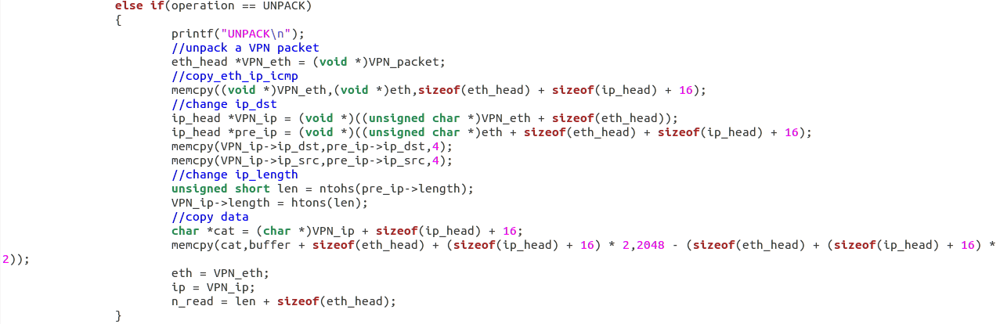 else if(operation == UNPACK)
{
printf("UNPACK\n");
//unpack a VPN packet
eth_head *VPN_eth = (void *)VPN_packet;
//copy_eth_ip_icmp
memcpy((void *)VPN_eth,(void *)eth,sizeof(eth_head) + sizeof(ip_head) + 16);
//change ip_dst
ip_head *VPN_ip = (void *)((unsigned char *)VPN_eth + sizeof(eth_head));
ip_head *pre_ip = (void *)((unsigned char *)eth + sizeof(eth_head) + sizeof(ip_head) + 16);
memcpy(VPN_ip->ip_dst,pre_ip->ip_dst,4);
memcpy(VPN_ip->ip_src,pre_ip->ip_src,4);
//change ip_length
unsigned short len = ntohs(pre_ip->length);
VPN_ip->length = htons(len);
//copy data
char *cat = (char *)VPN_ip + sizeof(ip_head) + 16;
memcpy(cat,buffer + sizeof(eth_head) + (sizeof(ip_head) + 16) * 2,2048 - (sizeof(eth_head) + (sizeof(ip_head) + 16) *
2));
eth = VPN_eth;
ip = VPN_ip;
n_read = len + sizeof(eth_head);
}